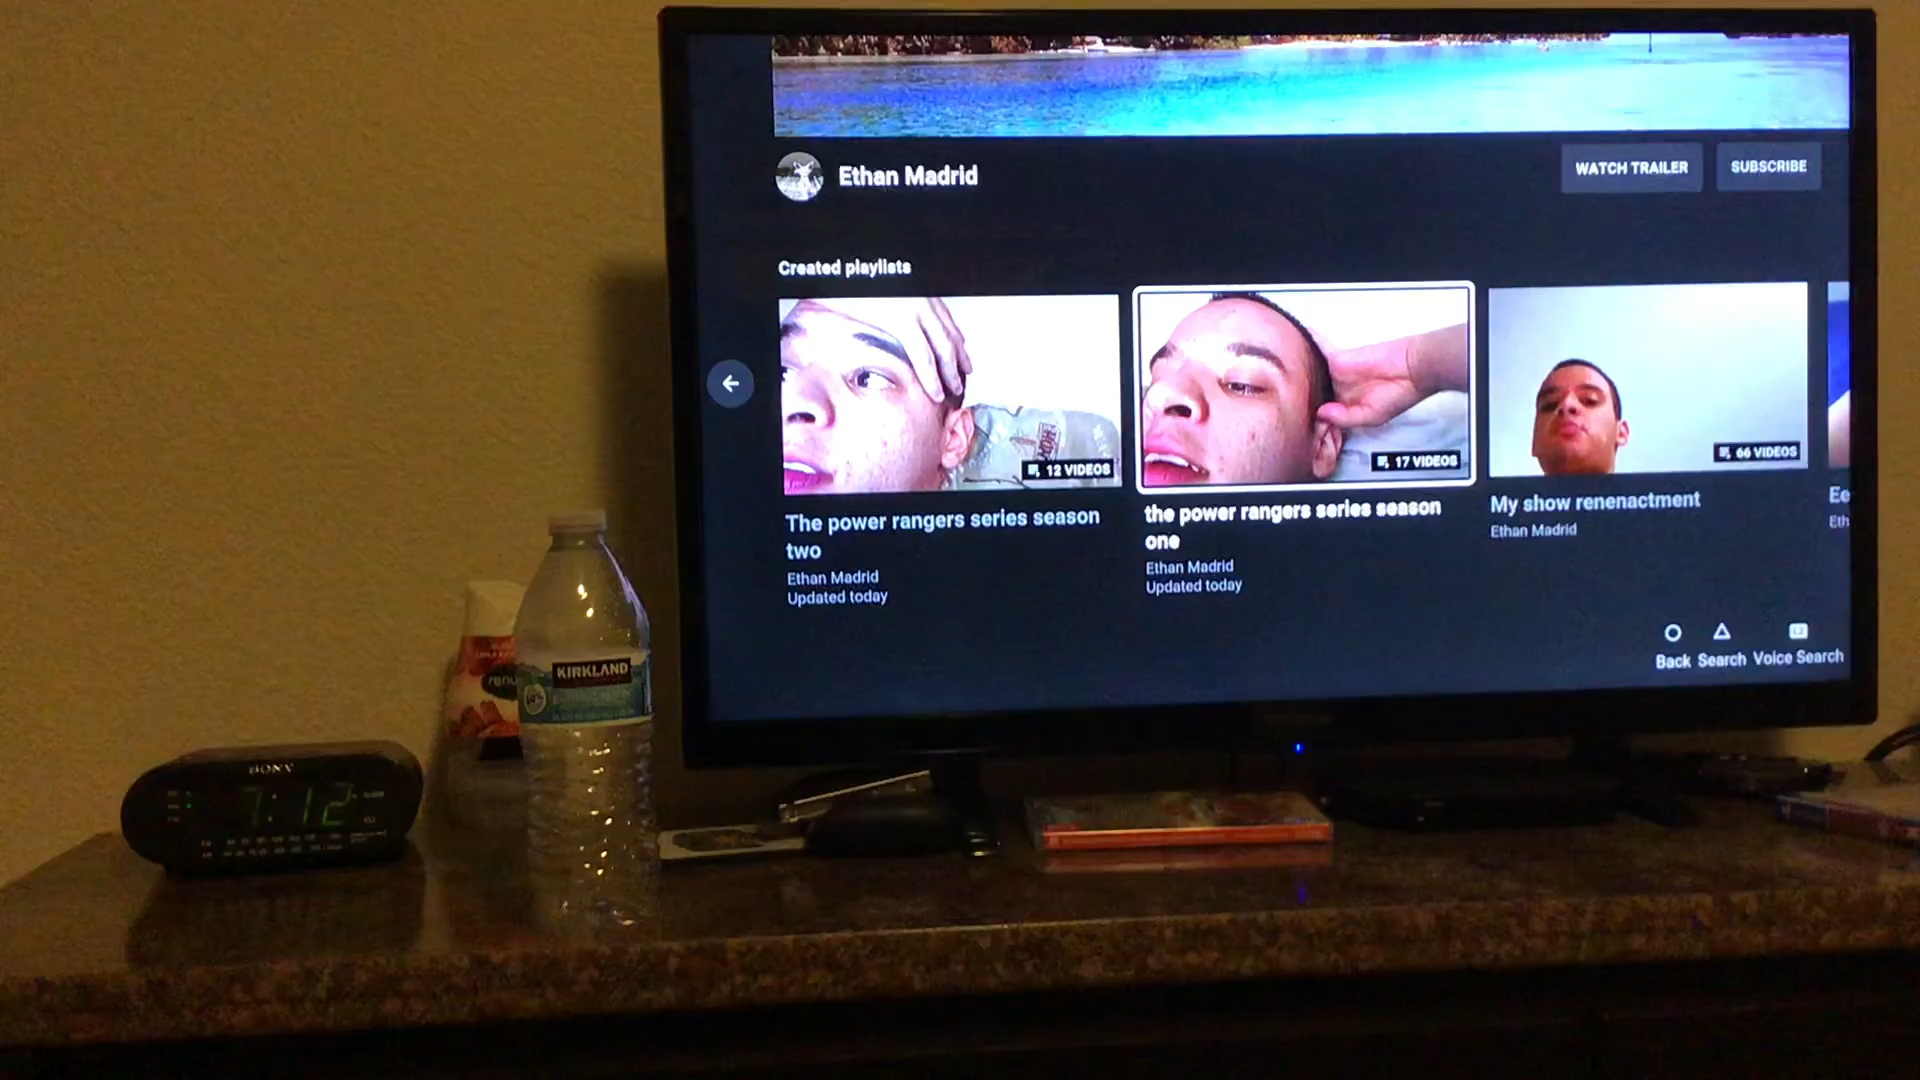 Ethan Madrid
WATCH TRAILER
SUBSCRIBE
Created playlists
12 VIDEOS
17 VIDEOS
66 VIDEOS
The power rangers series season
two
Ethan Madrid
Updated today
the power rangers series season
one
Ethan Madrid
Updated today
My show renenactment
Ethan Madrid
Ee
Eth
Back Search Voice Search
KIRKLAND
renu
SONY
7:12